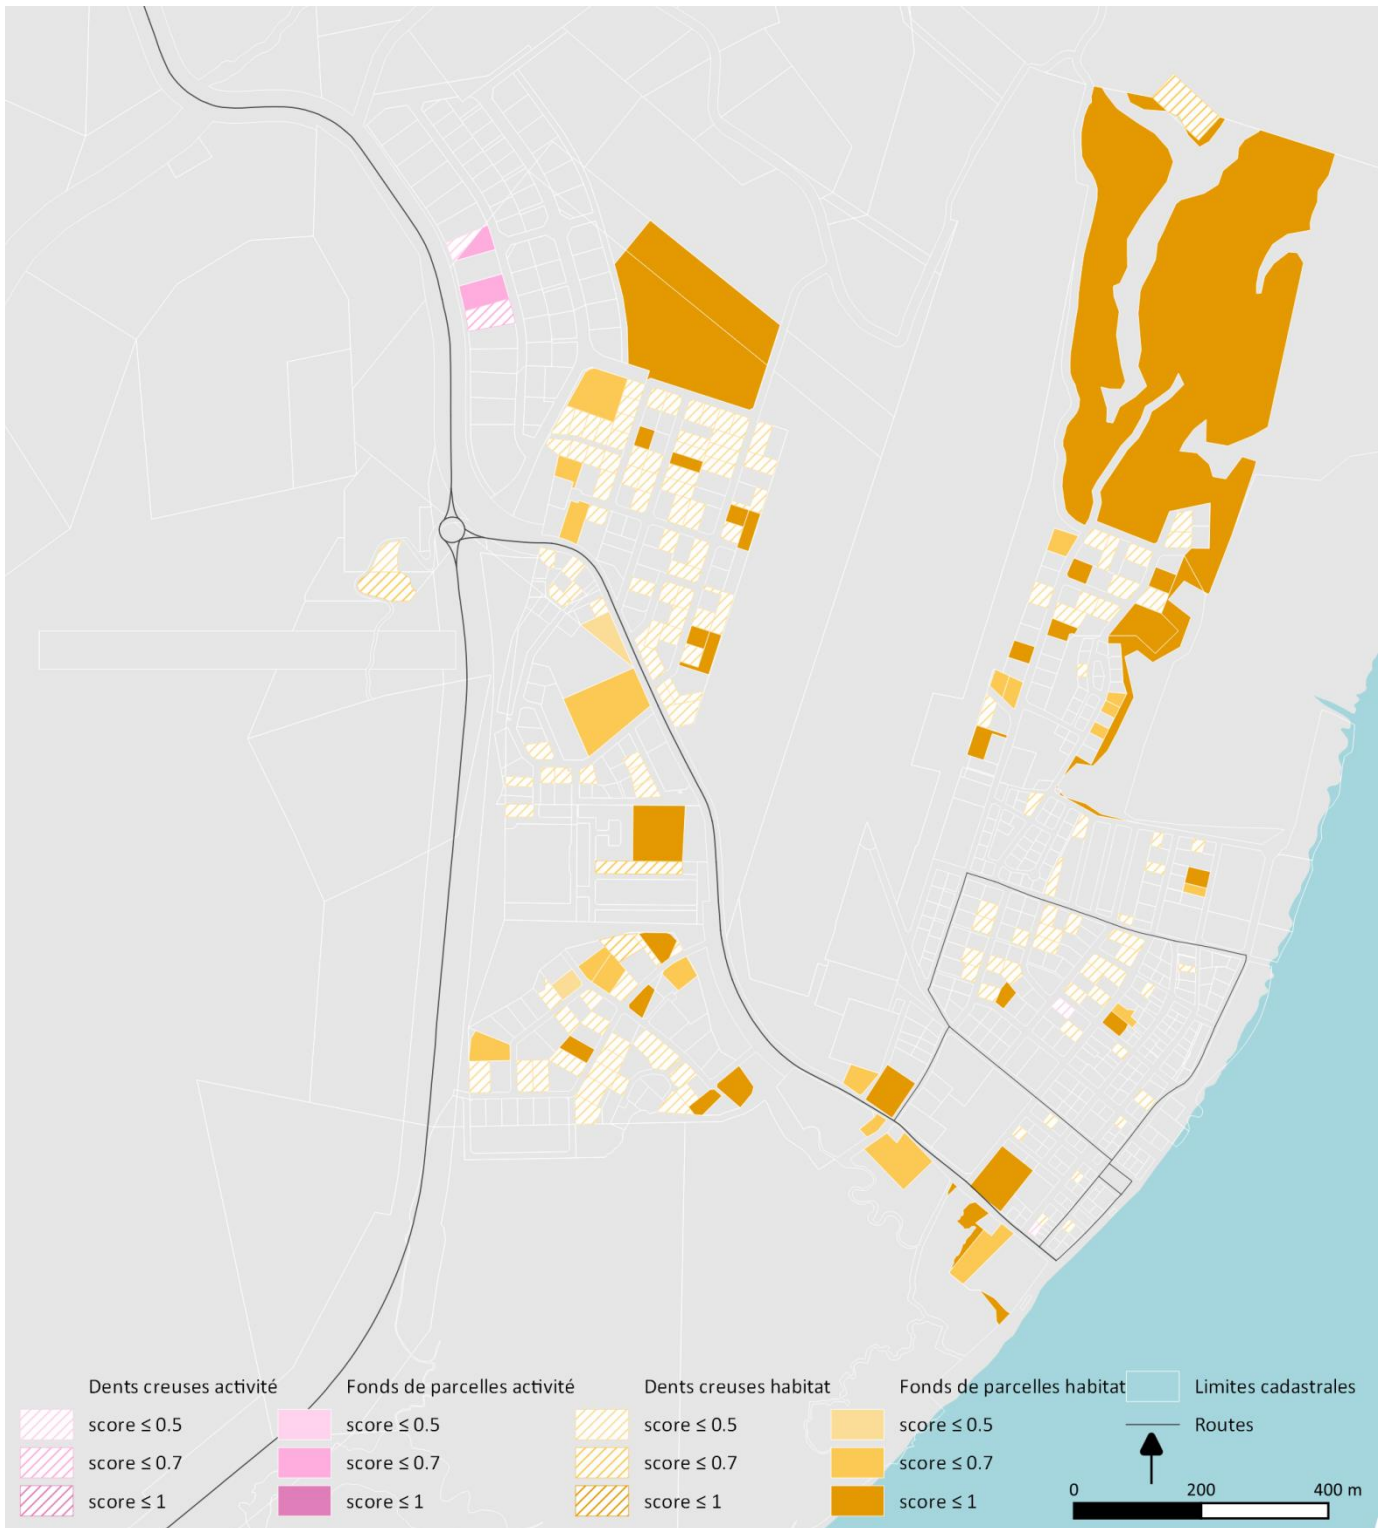 Dents creuses activité Fonds de parcelles activité Dents creuses habitat Fonds de parcelles habitat Limites cadastrales
score ≤ 0.5 score ≤ 0.5 score ≤ 0.5 score ≤ 0.5 Routes
score ≤ 0.7 score ≤ 0.7 score ≤ 0.7 score ≤ 0.7
0 200 400 m
score ≤ 1 score ≤ 1 score ≤ 1 score ≤ 1